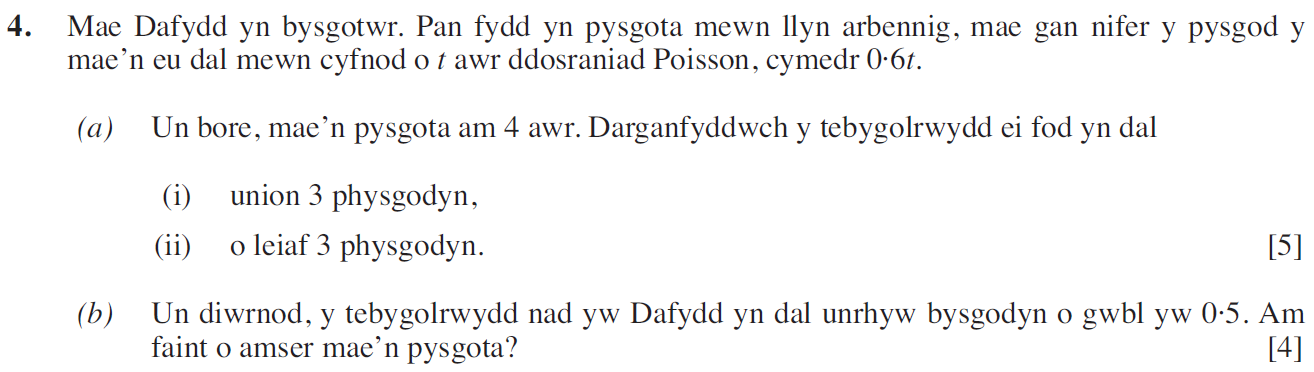 4. Mae Dafydd yn bysgotwr. Pan fydd yn pysgota mewn llyn arbennig, mae gan nifer y pysgod y
mae’n eu dal mewn cyfnod o t awr ddosraniad Poisson, cymedr 0·6t.
(a) Un bore, mae’n pysgota am 4 awr. Darganfyddwch y tebygolrwydd ei fod yn dal
(i) union 3 physgodyn,
(ii) o leiaf 3 physgodyn. [5]
(b) Un diwrnod, y tebygolrwydd nad yw Dafydd yn dal unrhyw bysgodyn o gwbl yw 0·5. Am
faint o amser mae’n pysgota? [4]